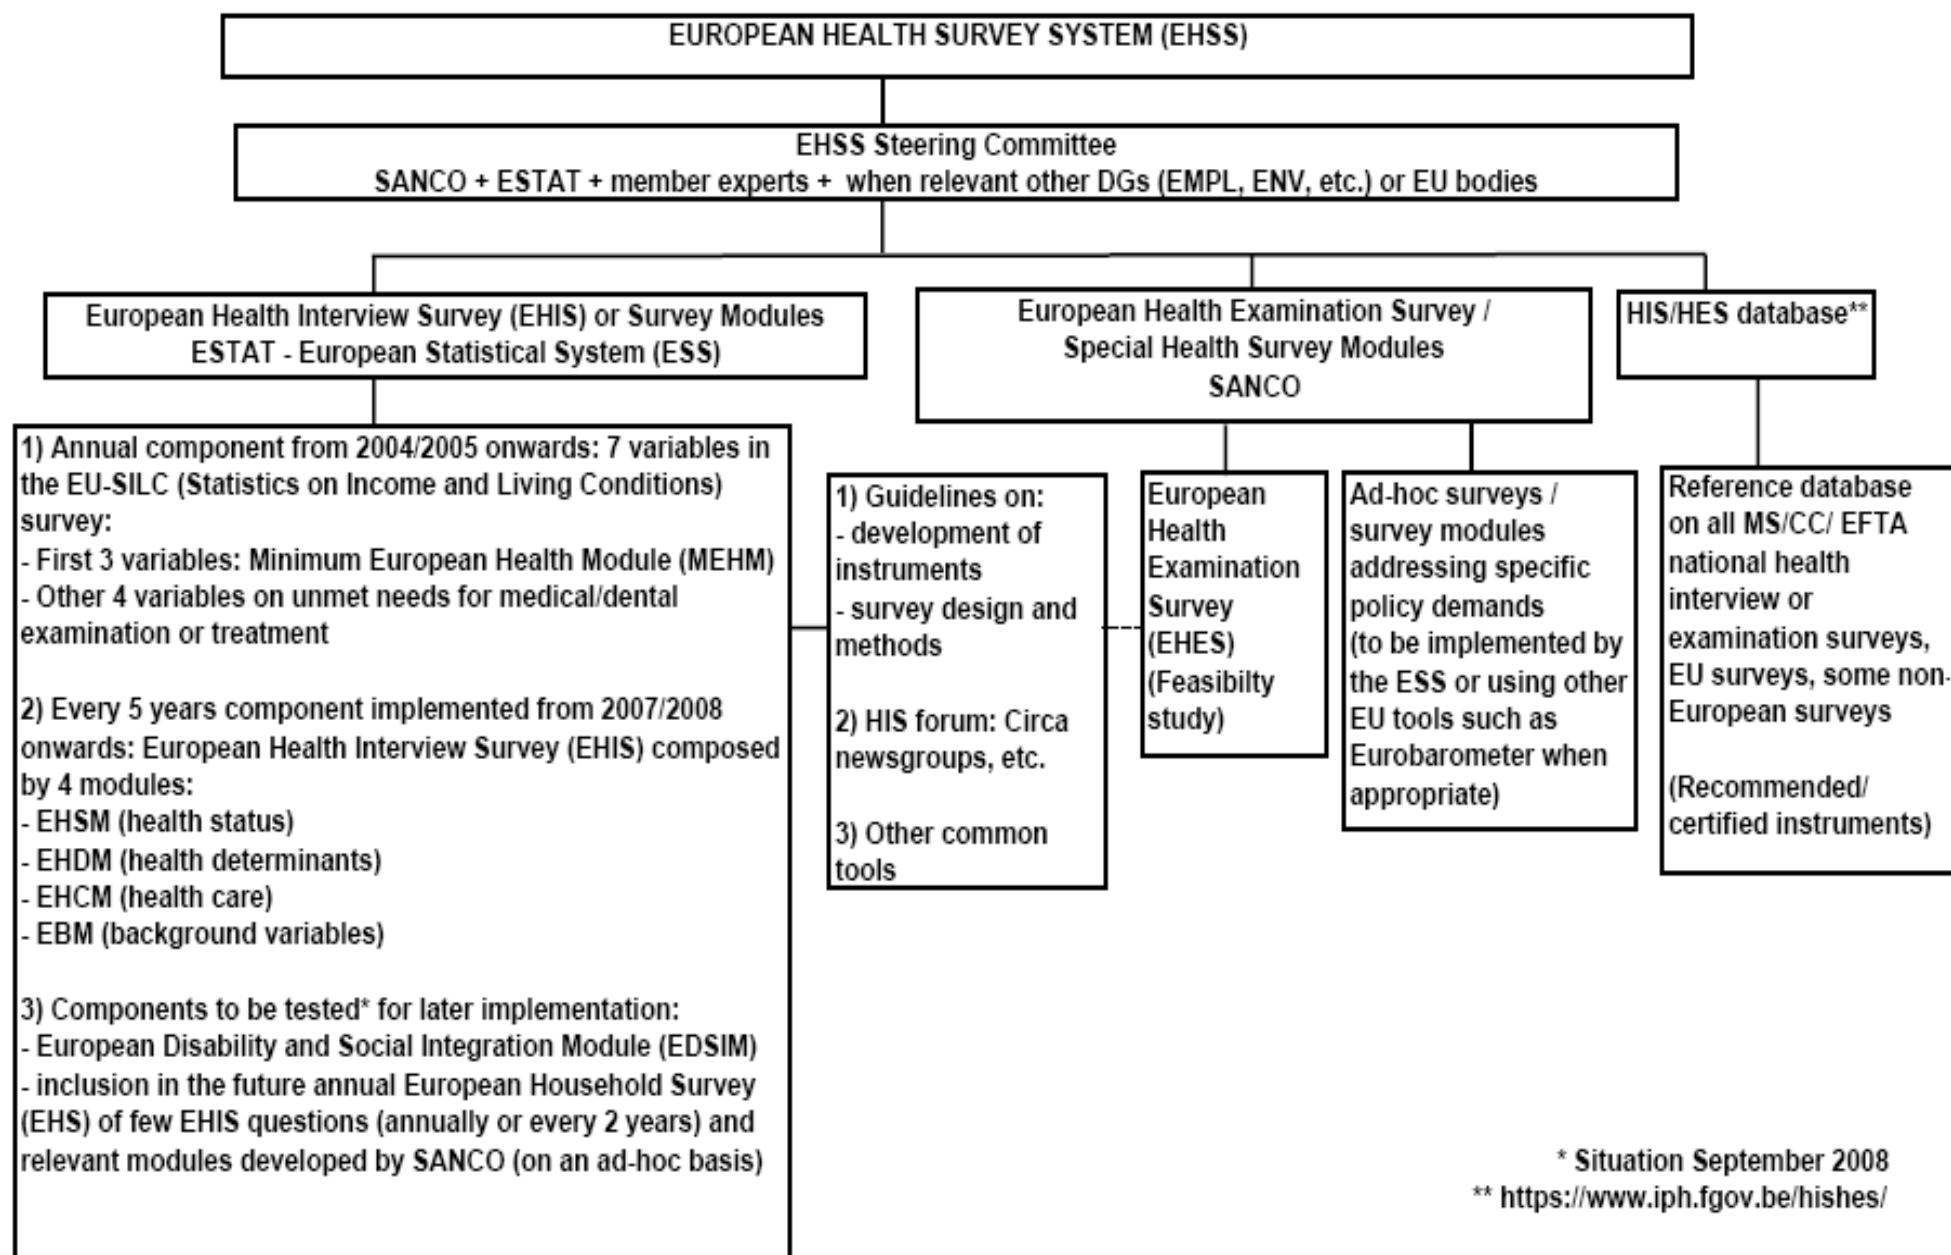 EUROPEAN HEALTH SURVEY SYSTEM (EHSS)
EHSS Steering Committee
SANCO + ESTAT + member experts + when relevant other DGs (EMPL, ENV, etc.) or EU bodies
European Health Interview Survey (EHIS) or Survey Modules
ESTAT - European Statistical System (ESS)
European Health Examination Survey /
Special Health Survey Modules
SANCO
HIS/HES database**
1) Annual component from 2004/2005 onwards: 7 variables in
the EU-SILC (Statistics on Income and Living Conditions)
survey:
- First 3 variables: Minimum European Health Module (MEHM)
- Other 4 variables on unmet needs for medical/dental
examination or treatment
2) Every 5 years component implemented from 2007/2008
onwards: European Health Interview Survey (EHIS) composed
by 4 modules:
- EHSM (health status)
- EHDM (health determinants)
- EHCM (health care)
- EBM (background variables)
3) Components to be tested* for later implementation:
- European Disability and Social Integration Module (EDSIM)
- inclusion in the future annual European Household Survey
(EHS) of few EHIS questions (annually or every 2 years) and
relevant modules developed by SANCO (on an ad-hoc basis)
1) Guidelines on:
- development of
instruments
- survey design and
methods
2) HIS forum: Circa
newsgroups, etc.
3) Other common
tools
European
Health
Examination
Survey
(EHES)
(Feasibilty
study)
Ad-hoc surveys /
survey modules
addressing specific
policy demands
(to be implemented by
the ESS or using other
EU tools such as
Eurobarometer when
appropriate)
Reference database
on all MS/CC/ EFTA
national health
interview or
examination surveys,
EU surveys, some non-
European surveys
(Recommended/
certified instruments)
* Situation September 2008
** https://www.iph.fgov.be/hishes/